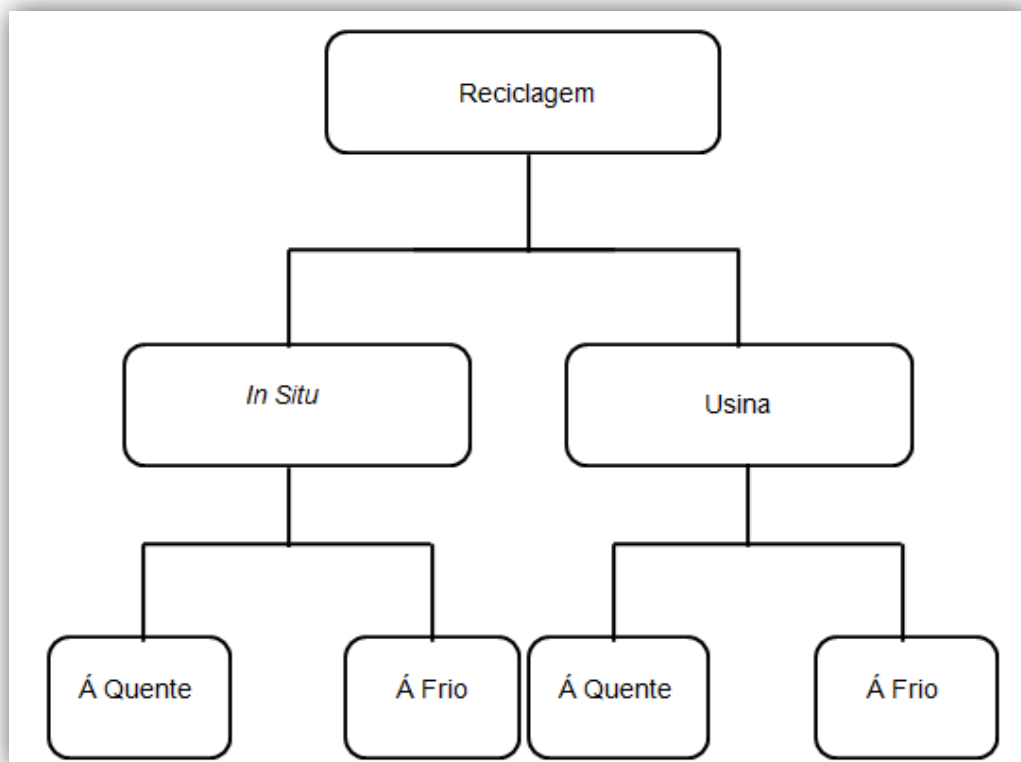 Reciclagem
In Situ
Usina
Á Quente
Á Frio
Á Quente
Á Frio